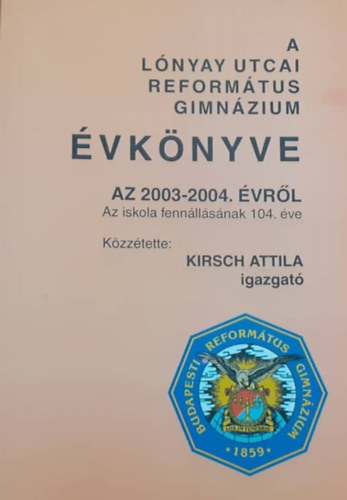 A
LÓNYAY UTCAI
REFORMÁTUS
GIMNÁZIUM
ÉVKÖNYVE
AZ 2003-2004. ÉVRŐL
Az iskola fennállásának 104. éve
Közzétette:
KIRSCH ATTILA
igazgató
BUDAPESTI REFORMÁTUS GIMNÁZIUM
• 1859 •